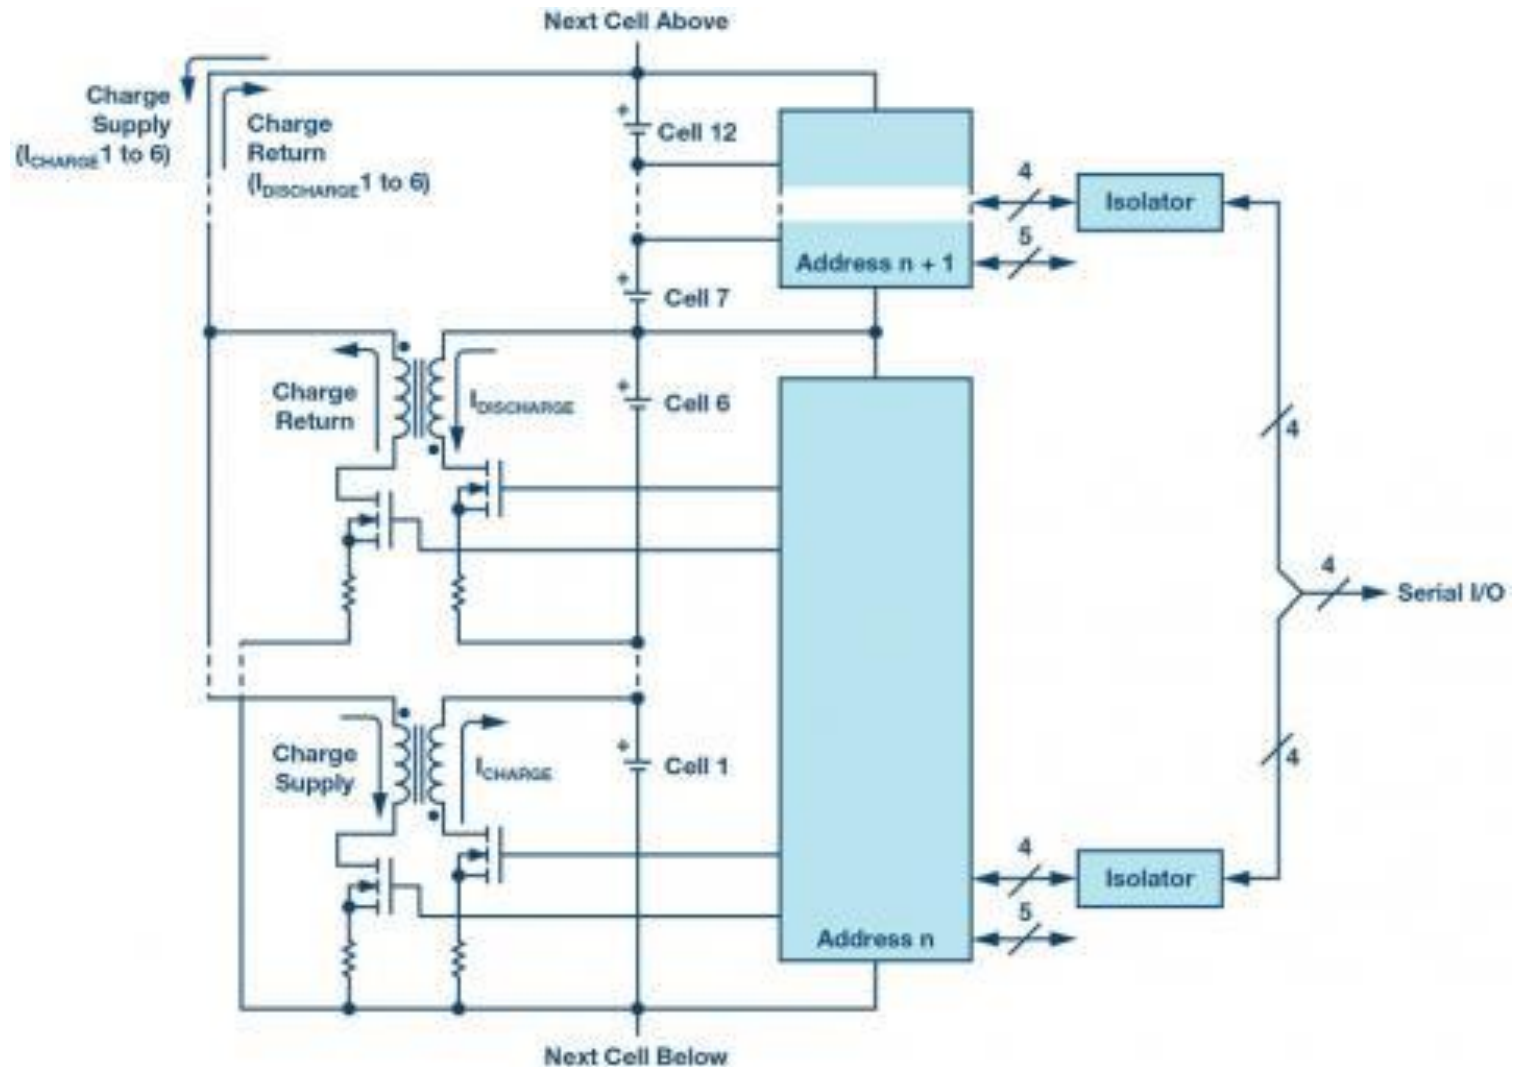 Next Cell Above
Charge
Supply
(ICHARGE1 to 6)
Charge
Return
(IDISCHARGE1 to 6)
Cell 12
4
Isolator
5
Address n + 1
Cell 7
Charge
Return
IDISCHARGE
Cell 6
4
4
Serial I/O
Charge
Supply
ICHARGE
Cell 1
4
4
Isolator
5
Address n
Next Cell Below